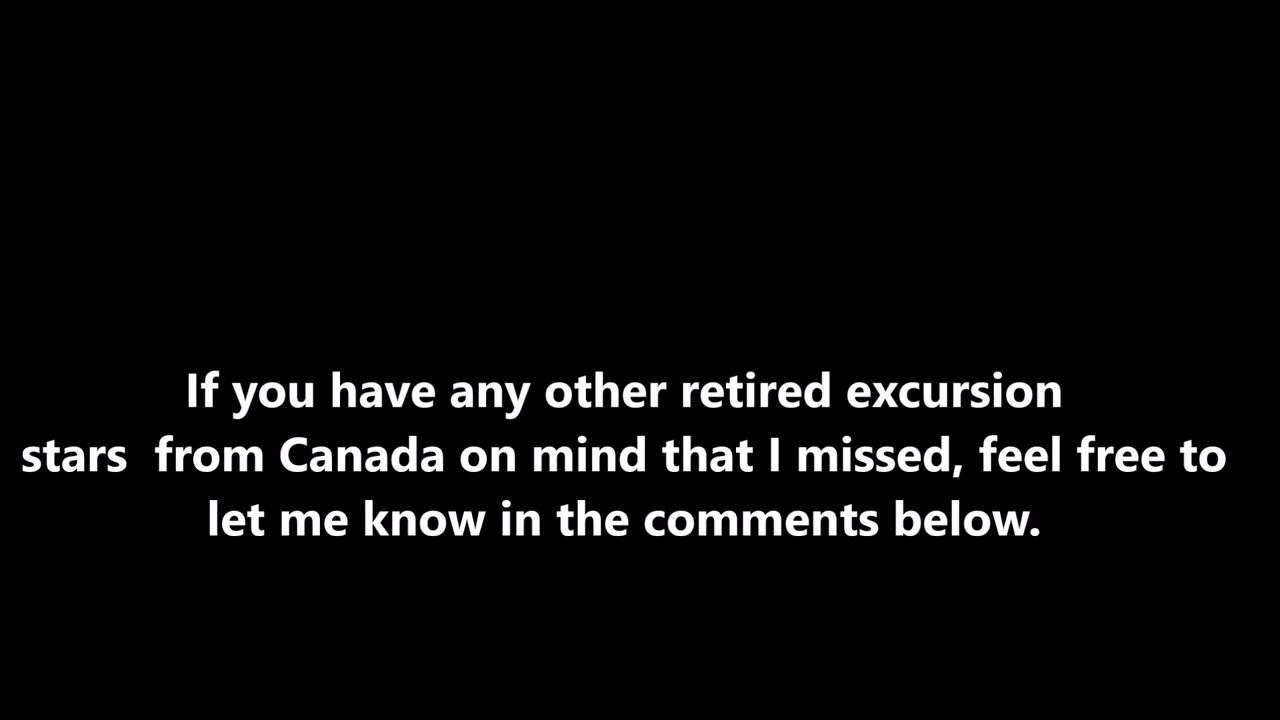 If you have any other retired excursion
stars  from Canada on mind that I missed, feel free to
let me know in the comments below.